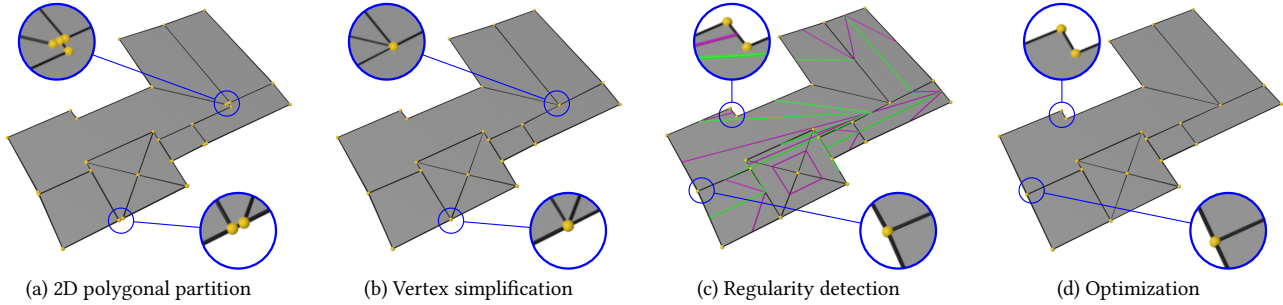 (a) 2D polygonal partition
(b) Vertex simplification
(c) Regularity detection
(d) Optimization